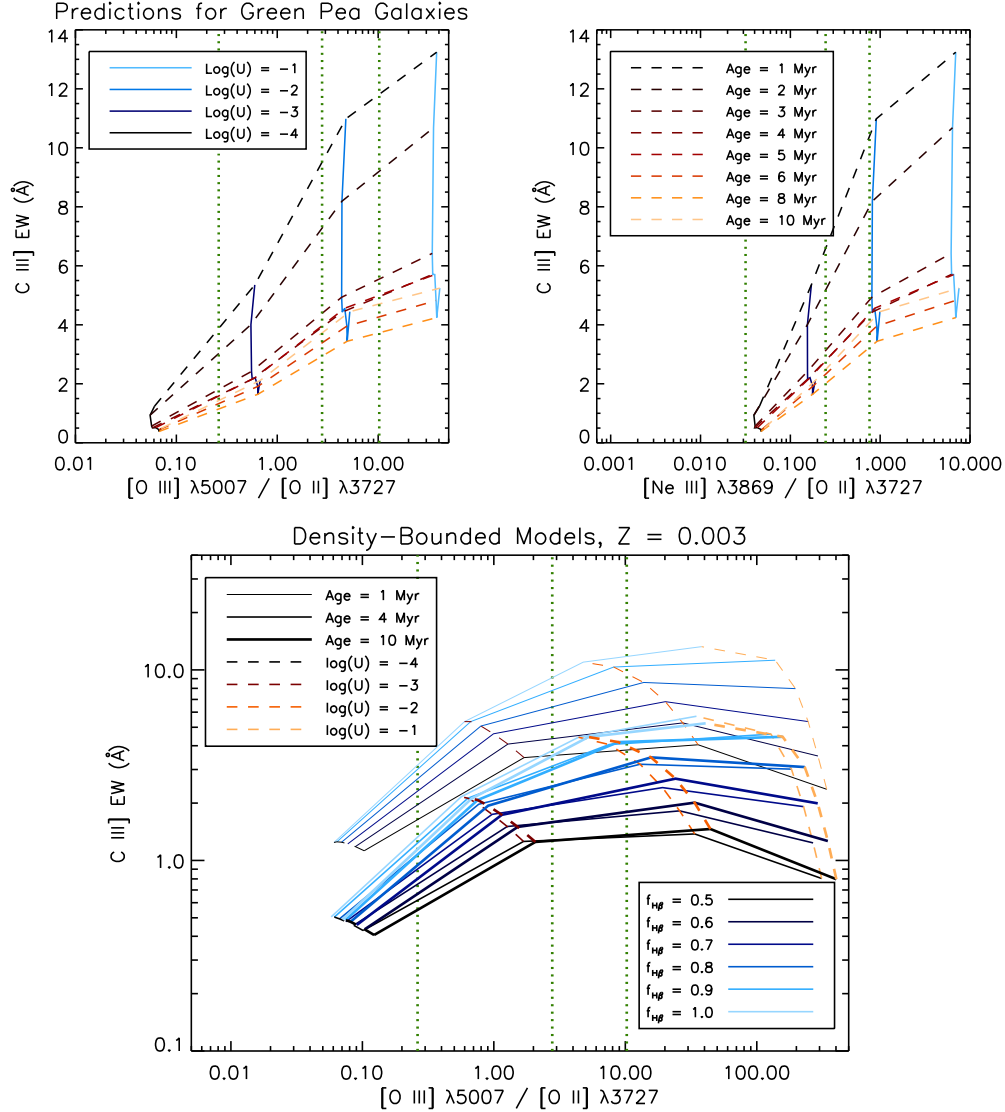 Predictions for Green Pea Galaxies
C III] EW (Å)
14
12
10
8
6
4
2
0
Log(U) = −1
Log(U) = −2
Log(U) = −3
Log(U) = −4
0.01
0.10
1.00
10.00
[O III] λ5007 / [O II] λ3727
C III] EW (Å)
14
12
10
8
6
4
2
0
Age = 1 Myr
Age = 2 Myr
Age = 3 Myr
Age = 4 Myr
Age = 5 Myr
Age = 6 Myr
Age = 8 Myr
Age = 10 Myr
0.001
0.010
0.100
1.000
10.000
[Ne III] λ3869 / [O II] λ3727
Density−Bounded Models, Z = 0.003
C III] EW (Å)
10.0
1.0
0.1
Age = 1 Myr
Age = 4 Myr
Age = 10 Myr
log(U) = −4
log(U) = −3
log(U) = −2
log(U) = −1
fHβ = 0.5
fHβ = 0.6
fHβ = 0.7
fHβ = 0.8
fHβ = 0.9
fHβ = 1.0
0.01
0.10
1.00
10.00
100.00
[O III] λ5007 / [O II] λ3727